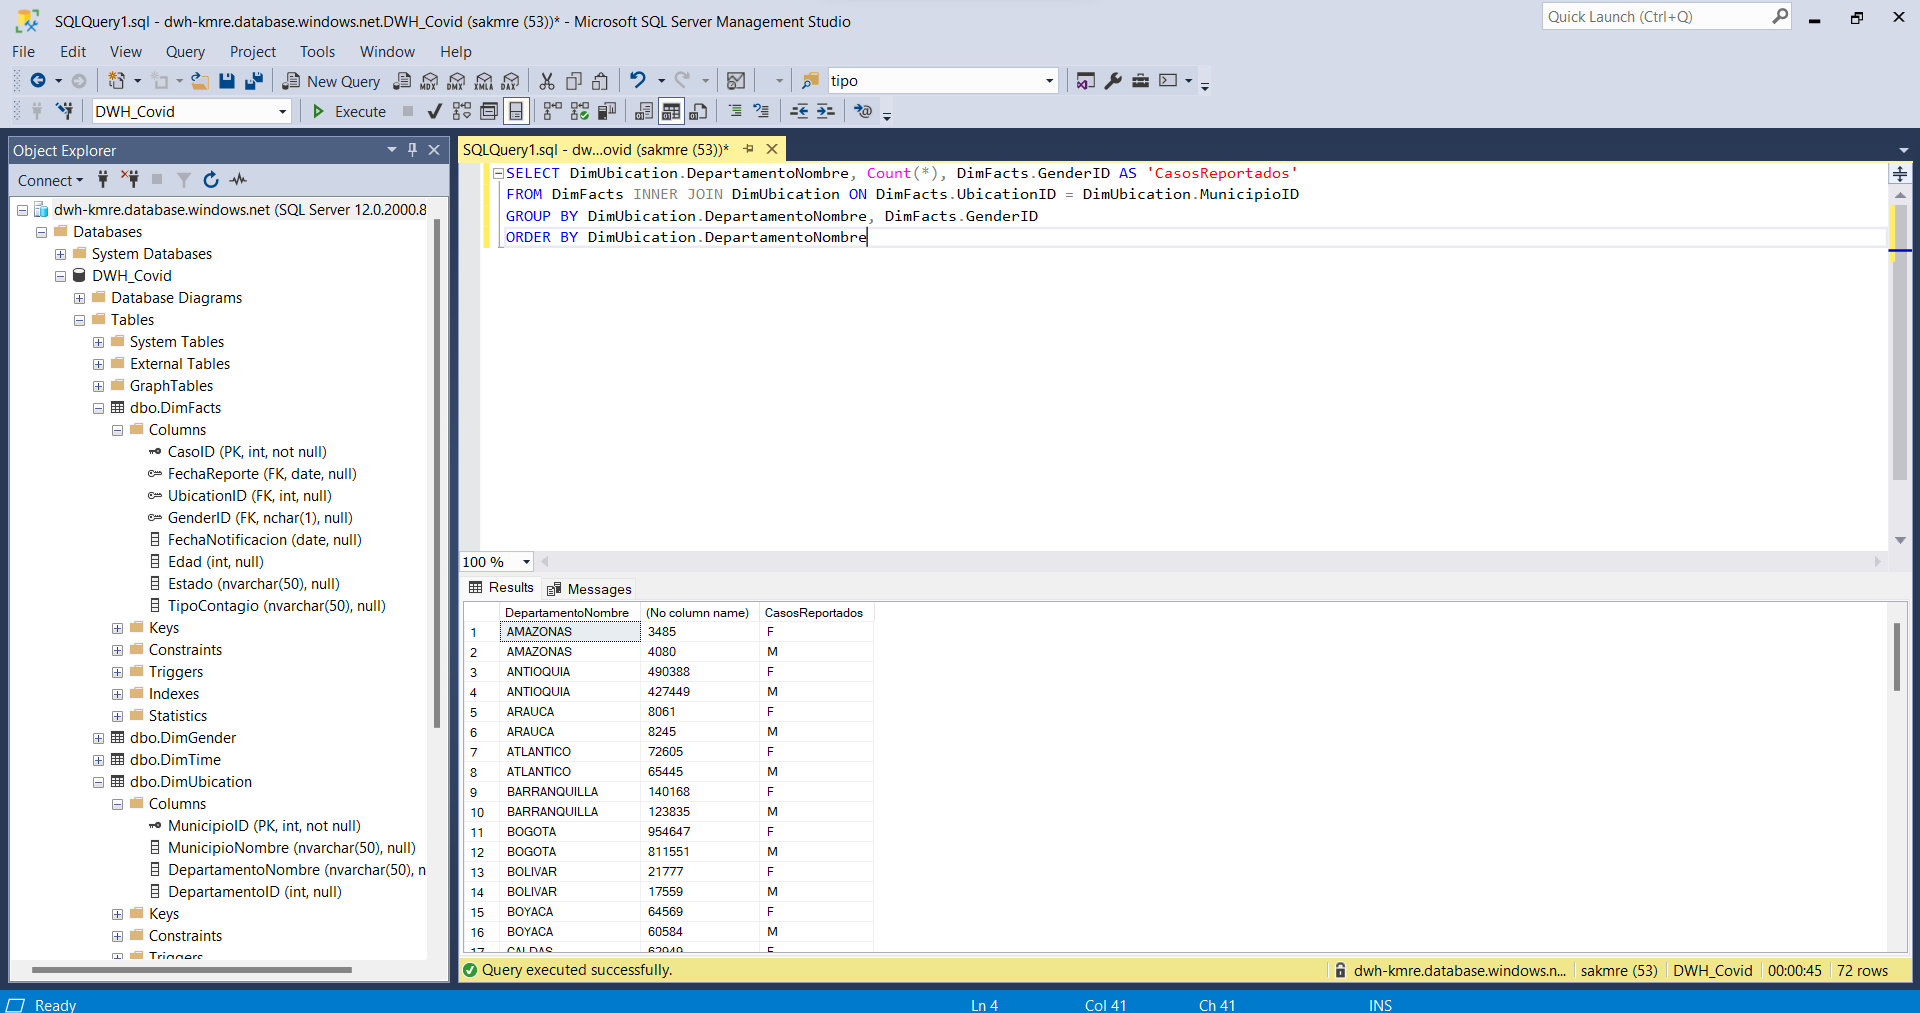 SQLQuery1.sql - dwh-kmre.database.windows.net.DWH_Covid (sakmre (53))* - Microsoft SQL Server Management Studio
Quick Launch (Ctrl+Q)
File Edit View Query Project Tools Window Help
New Query
MDX DMX XMLA DAX
tipo
DWH_Covid
Execute
Object Explorer
Connect
dwh-kmre.database.windows.net (SQL Server 12.0.2000.8
Databases
System Databases
DWH_Covid
Database Diagrams
Tables
System Tables
External Tables
GraphTables
dbo.DimFacts
Columns
CasoID (PK, int, not null)
FechaReporte (FK, date, null)
UbicationID (FK, int, null)
GenderID (FK, nchar(1), null)
FechaNotificacion (date, null)
Edad (int, null)
Estado (nvarchar(50), null)
TipoContagio (nvarchar(50), null)
Keys
Constraints
Triggers
Indexes
Statistics
dbo.DimGender
dbo.DimTime
dbo.DimUbication
Columns
MunicipioID (PK, int, not null)
MunicipioNombre (nvarchar(50), null)
DepartamentoNombre (nvarchar(50), n
DepartamentoID (int, null)
Keys
Constraints
Triggers
SQLQuery1.sql - dw...ovid (sakmre (53))*
SELECT DimUbication.DepartamentoNombre, Count(*), DimFacts.GenderID AS 'CasosReportados'
FROM DimFacts INNER JOIN DimUbication ON DimFacts.UbicationID = DimUbication.MunicipioID
GROUP BY DimUbication.DepartamentoNombre, DimFacts.GenderID
ORDER BY DimUbication.DepartamentoNombre
100 %
Results Messages
DepartamentoNombre (No column name) CasosReportados
1 AMAZONAS 3485 F
2 AMAZONAS 4080 M
3 ANTIOQUIA 490388 F
4 ANTIOQUIA 427449 M
5 ARAUCA 8061 F
6 ARAUCA 8245 M
7 ATLANTICO 72605 F
8 ATLANTICO 65445 M
9 BARRANQUILLA 140168 F
10 BARRANQUILLA 123835 M
11 BOGOTA 954647 F
12 BOGOTA 811551 M
13 BOLIVAR 21777 F
14 BOLIVAR 17559 M
15 BOYACA 64569 F
16 BOYACA 60584 M
17 CALDAS 62949 F
Query executed successfully.
dwh-kmre.database.windows.n... sakmre (53) DWH_Covid 00:00:45 72 rows
Ready Ln 4 Col 41 Ch 41 INS